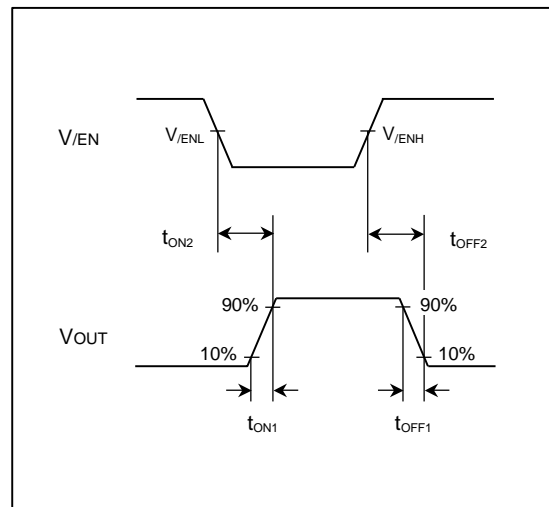 V/EN
V/ENL
V/ENH
tON2
tOFF2
90%
90%
VOUT
10%
10%
tON1
tOFF1